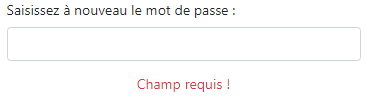 Saisissez à nouveau le mot de passe :
Champ requis !